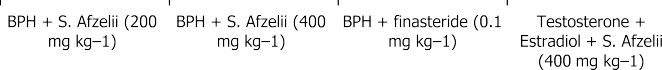 BPH + S. Afzelii (200
mg kg–1)
BPH + S. Afzelii (400
mg kg–1)
BPH + finasteride (0.1
mg kg–1)
Testosterone +
Estradiol + S. Afzelii
(400 mg kg–1)